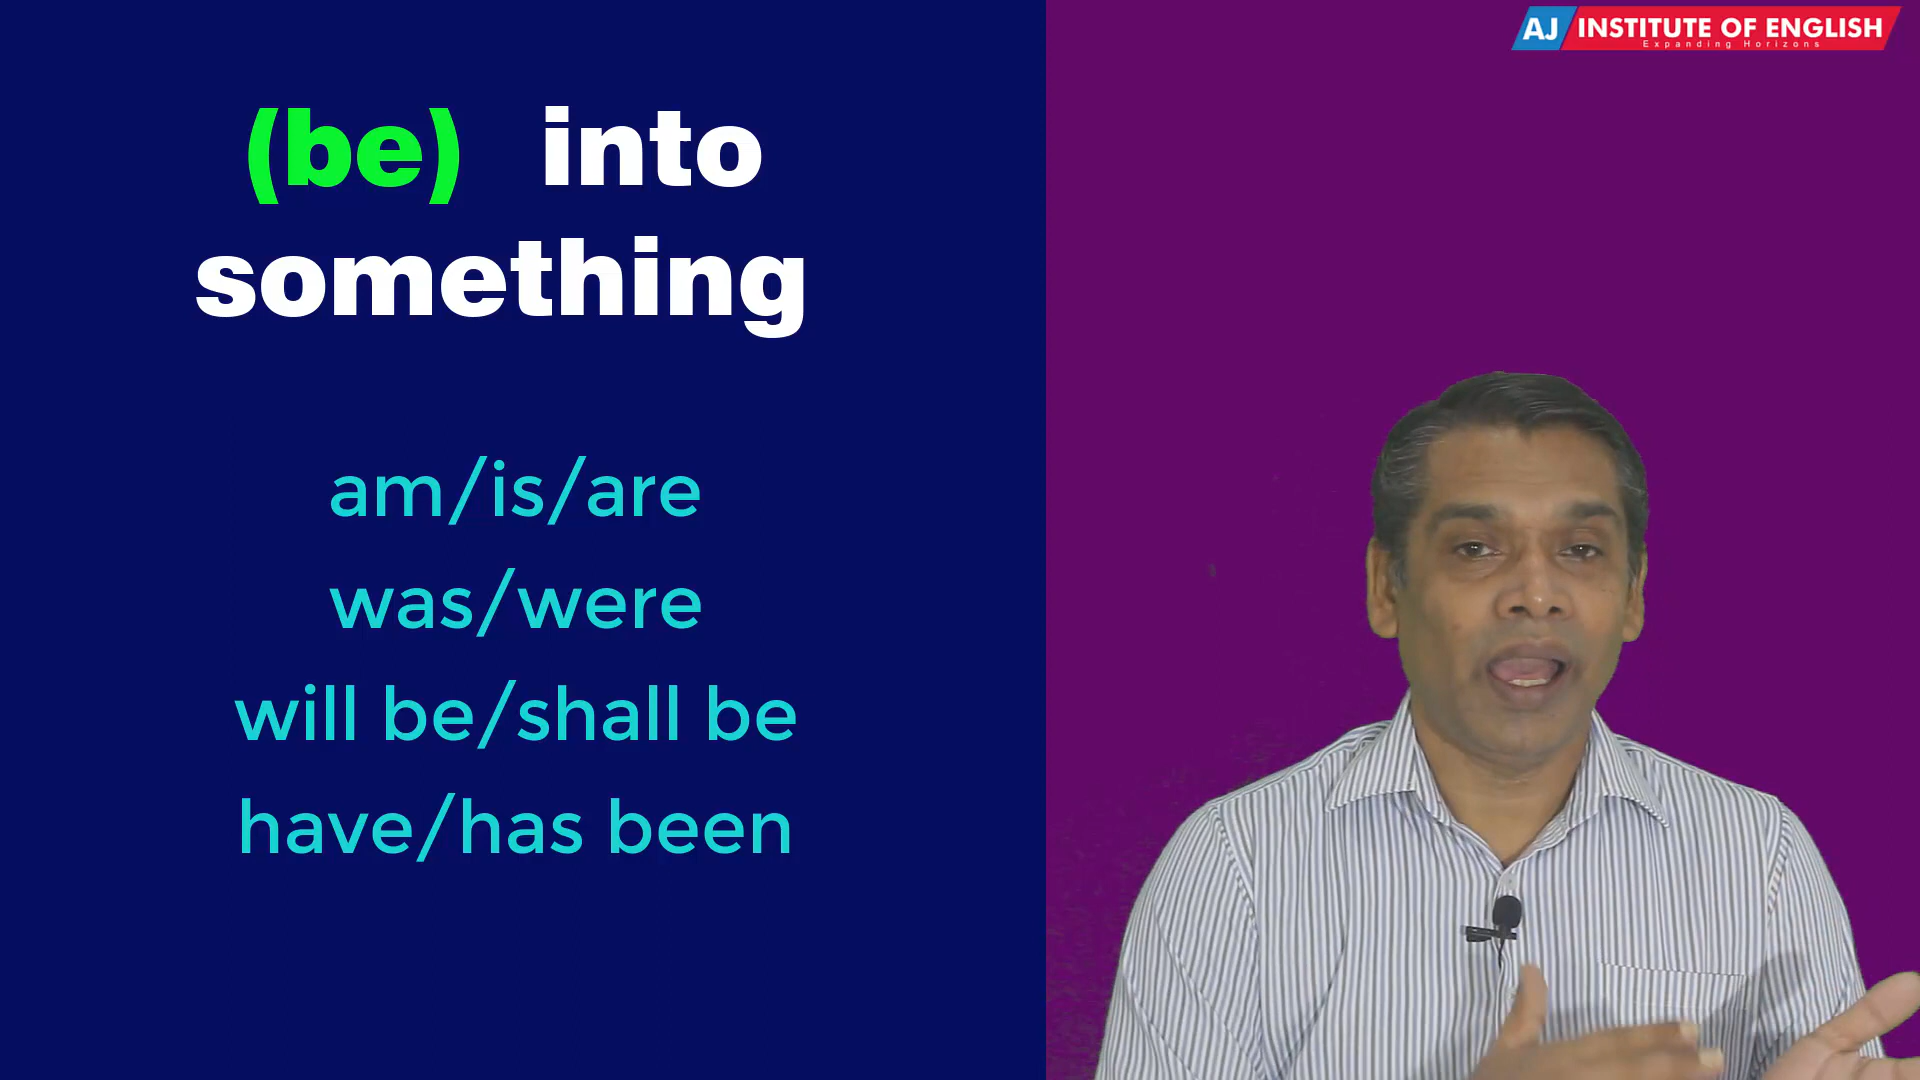 AJ INSTITUTE OF ENGLISH
Expanding Horizons
(be) into
something
am/is/are
was/were
will be/shall be
have/has been